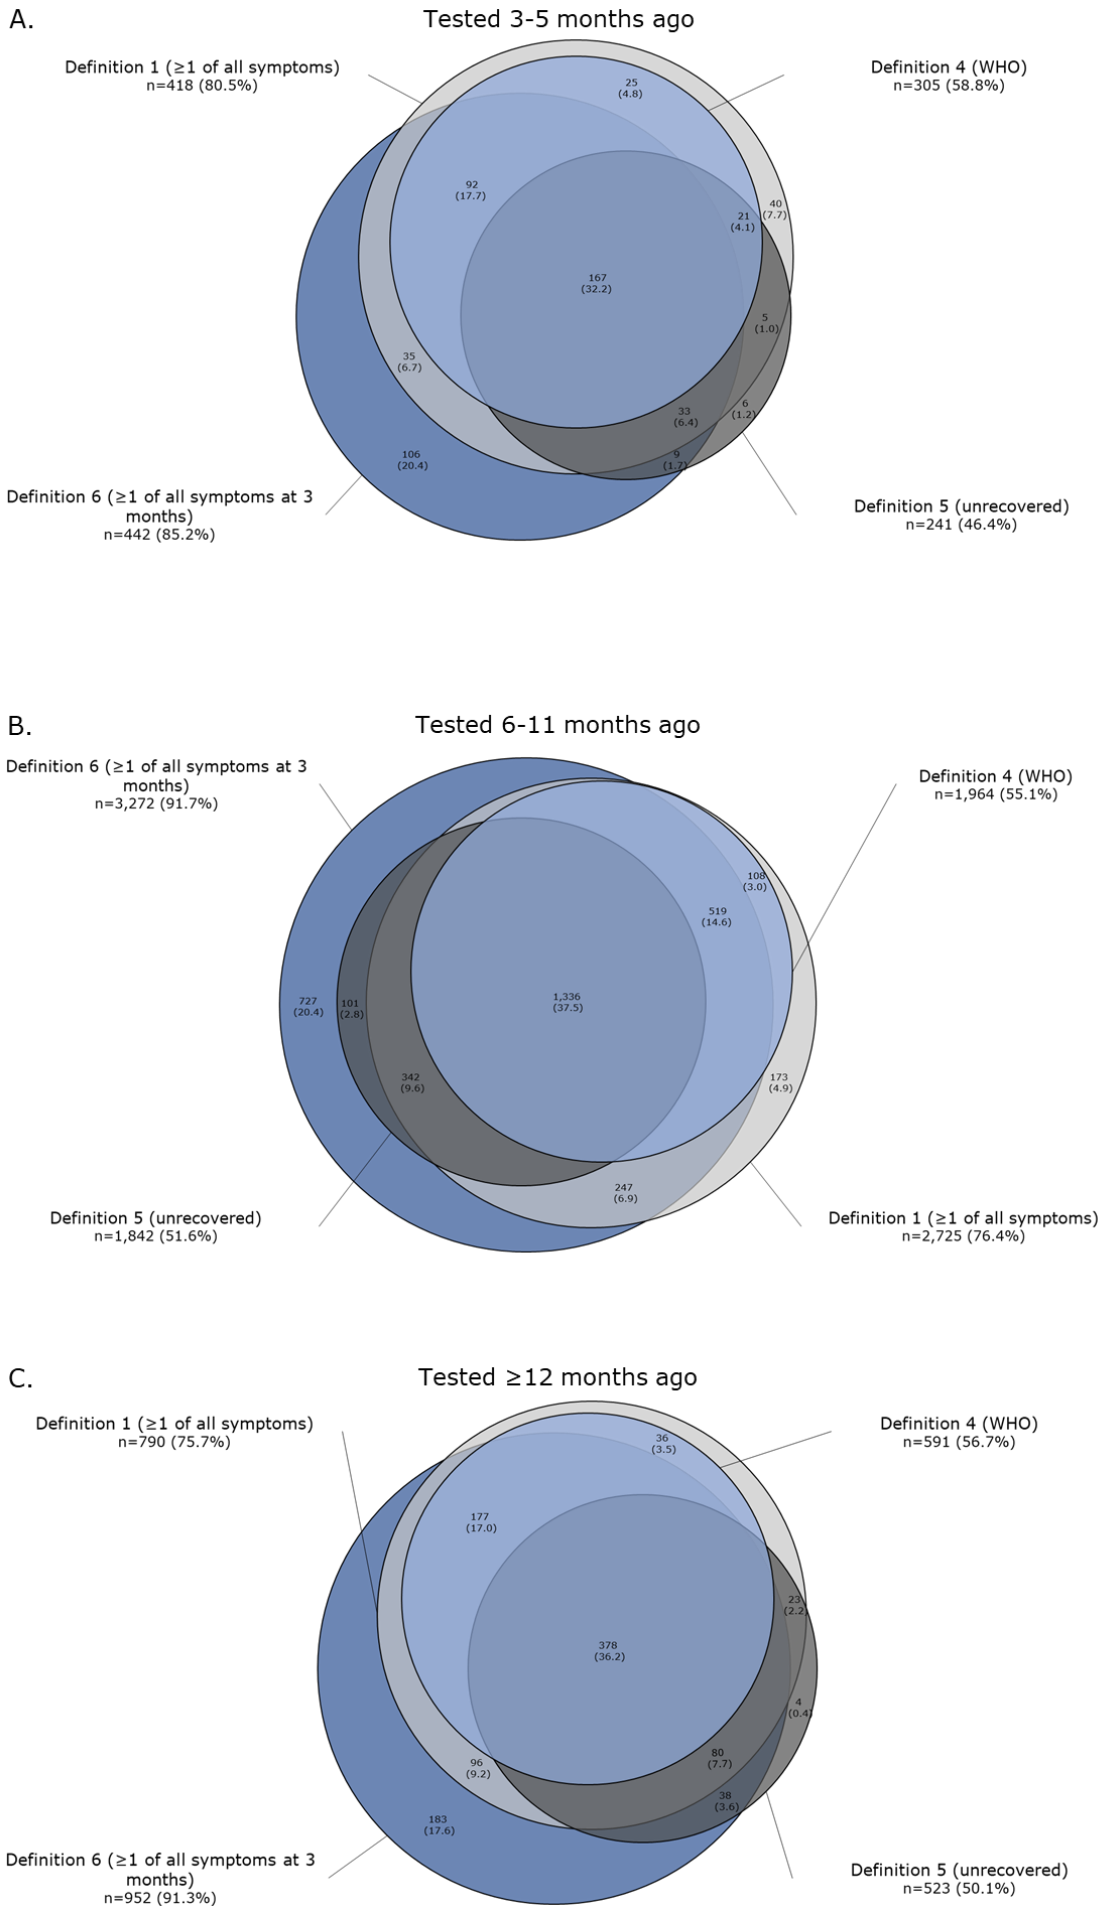 A.
Tested 3-5 months ago
Definition 1 (≥1 of all symptoms)
n=418 (80.5%)
Definition 4 (WHO)
n=305 (58.8%)
25
(4.8)
92
(17.7)
40
(7.7)
21
(4.1)
167
(32.2)
5
(1.0)
35
(6.7)
6
(1.2)
33
(6.4)
106
(20.4)
9
(1.7)
Definition 6 (≥1 of all symptoms at 3
months)
n=442 (85.2%)
Definition 5 (unrecovered)
n=241 (46.4%)
B.
Tested 6-11 months ago
Definition 6 (≥1 of all symptoms at 3
months)
n=3,272 (91.7%)
Definition 4 (WHO)
n=1,964 (55.1%)
108
(3.0)
519
(14.6)
727
(20.4)
101
(2.8)
1,336
(37.5)
342
(9.6)
173
(4.9)
247
(6.9)
Definition 5 (unrecovered)
n=1,842 (51.6%)
Definition 1 (≥1 of all symptoms)
n=2,725 (76.4%)
C.
Tested ≥12 months ago
Definition 1 (≥1 of all symptoms)
n=790 (75.7%)
Definition 4 (WHO)
n=591 (56.7%)
36
(3.5)
177
(17.0)
23
(2.2)
378
(36.2)
4
(0.4)
96
(9.2)
80
(7.7)
38
(3.6)
183
(17.6)
Definition 6 (≥1 of all symptoms at 3
months)
n=952 (91.3%)
Definition 5 (unrecovered)
n=523 (50.1%)